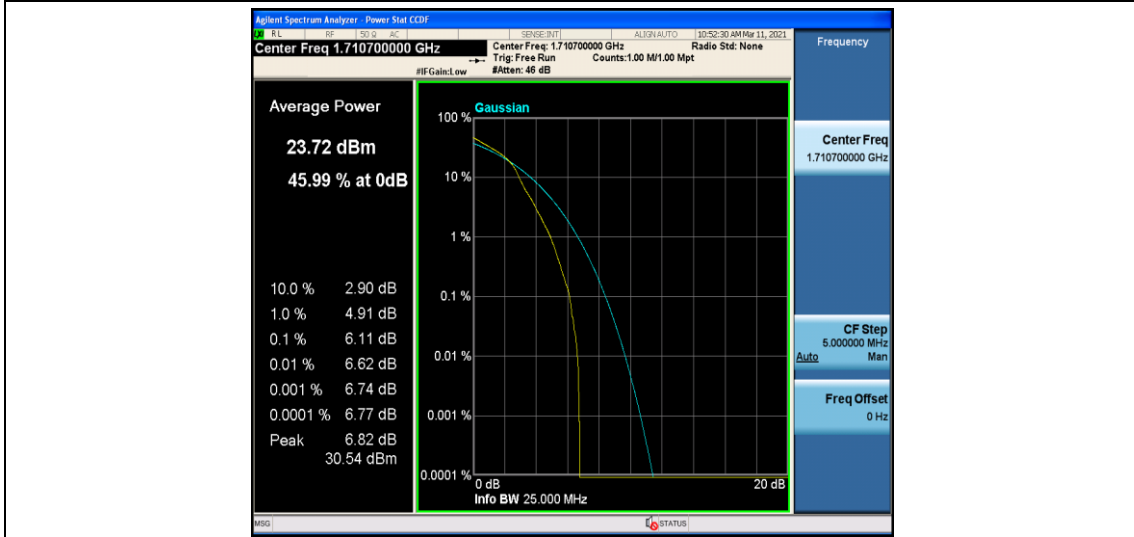 Agilent Spectrum Analyzer - Power Stat CCDF
LXI RL RF 50 Ω AC SENSE:INT ALIGN AUTO 10:52:30 AM Mar 11, 2021
Center Freq 1.710700000 GHz
Center Freq: 1.710700000 GHz Radio Std: None
Trig: Free Run Counts:1.00 M/1.00 Mpt
#IFGain:Low #Atten: 46 dB
Average Power
23.72 dBm
45.99 % at 0dB
10.0 % 2.90 dB
1.0 % 4.91 dB
0.1 % 6.11 dB
0.01 % 6.62 dB
0.001 % 6.74 dB
0.0001 % 6.77 dB
Peak 6.82 dB
30.54 dBm
Gaussian
100 %
10 %
1 %
0.1 %
0.01 %
0.001 %
0.0001 %
0 dB 20 dB
Info BW 25.000 MHz
Frequency
Center Freq
1.710700000 GHz
CF Step
5.000000 MHz
Auto Man
Freq Offset
0 Hz
MSG STATUS